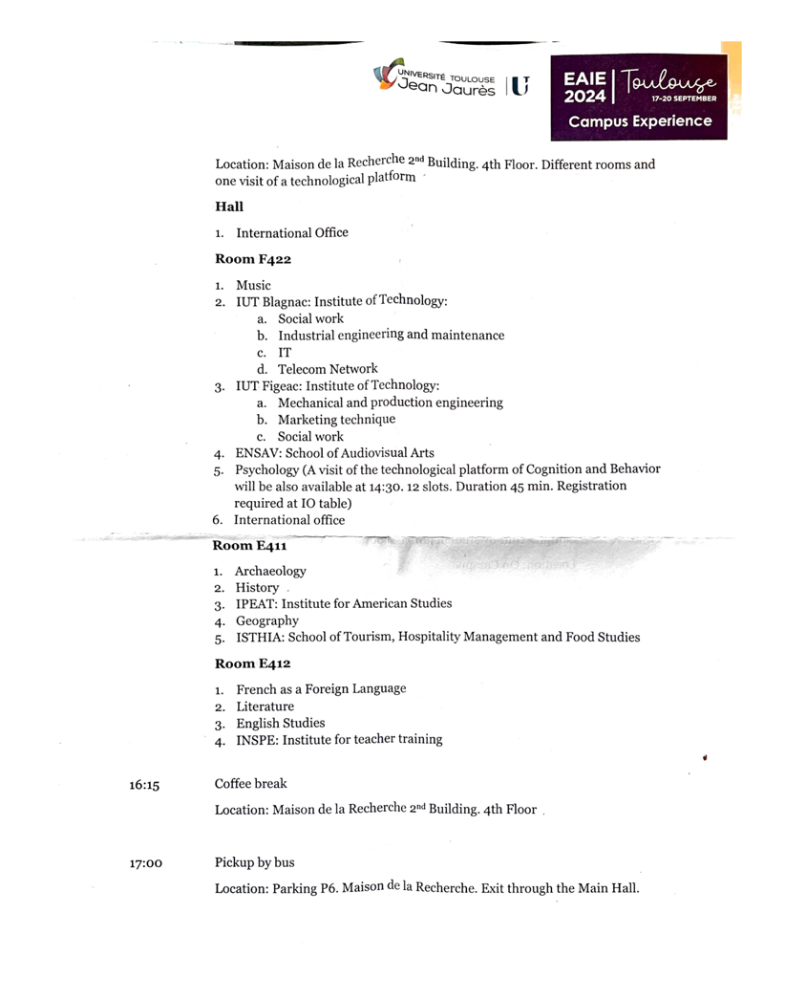 UNIVERSITÉ TOULOUSE
Jean Jaurès
EAIE
2024
Toulouse
17-20 SEPTEMBER
Campus Experience
Location: Maison de la Recherche 2nd Building. 4th Floor. Different rooms and
one visit of a technological platform
Hall
1. International Office
Room F422
1. Music
2. IUT Blagnac: Institute of Technology:
a. Social work
b. Industrial engineering and maintenance
c. IT
d. Telecom Network
3. IUT Figeac: Institute of Technology:
a. Mechanical and production engineering
b. Marketing technique
c. Social work
4. ENSAV: School of Audiovisual Arts
5. Psychology (A visit of the technological platform of Cognition and Behavior
will be also available at 14:30. 12 slots. Duration 45 min. Registration
required at IO table)
6. International office
Room E411
1. Archaeology
2. History
3. IPEAT: Institute for American Studies
4. Geography
5. ISTHIA: School of Tourism, Hospitality Management and Food Studies
Room E412
1. French as a Foreign Language
2. Literature
3. English Studies
4. INSPE: Institute for teacher training
16:15 Coffee break
Location: Maison de la Recherche 2nd Building. 4th Floor
17:00 Pickup by bus
Location: Parking P6. Maison de la Recherche. Exit through the Main Hall.